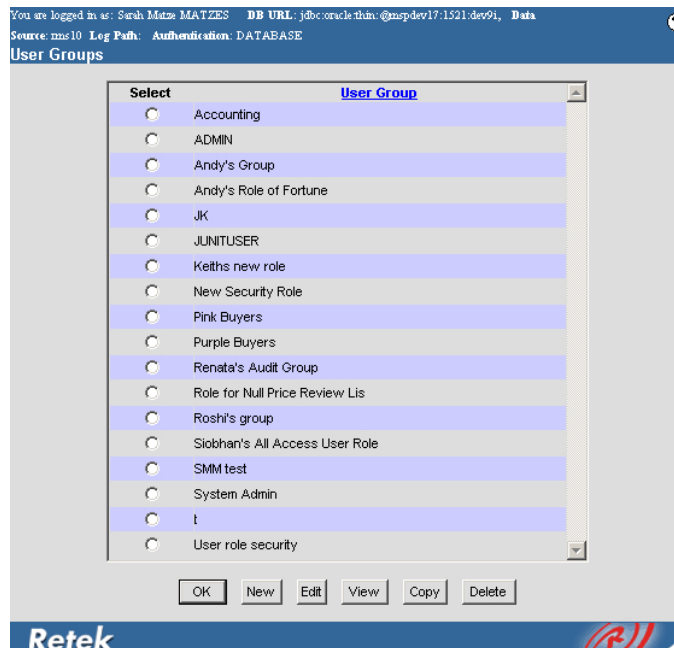 You are logged in as: Sarah Matze MATZES DB URL: jdbc:oracle:thin:@mspdev17:1521:dev9i, Data
Source: rms10 Log Path: Authentication: DATABASE
User Groups
Select User Group
Accounting
ADMIN
Andy's Group
Andy's Role of Fortune
JK
JUNITUSER
Keiths new role
New Security Role
Pink Buyers
Purple Buyers
Renata's Audit Group
Role for Null Price Review Lis
Roshi's group
Siobhan's All Access User Role
SMM test
System Admin
t
User role security
OK New Edit View Copy Delete
Retek